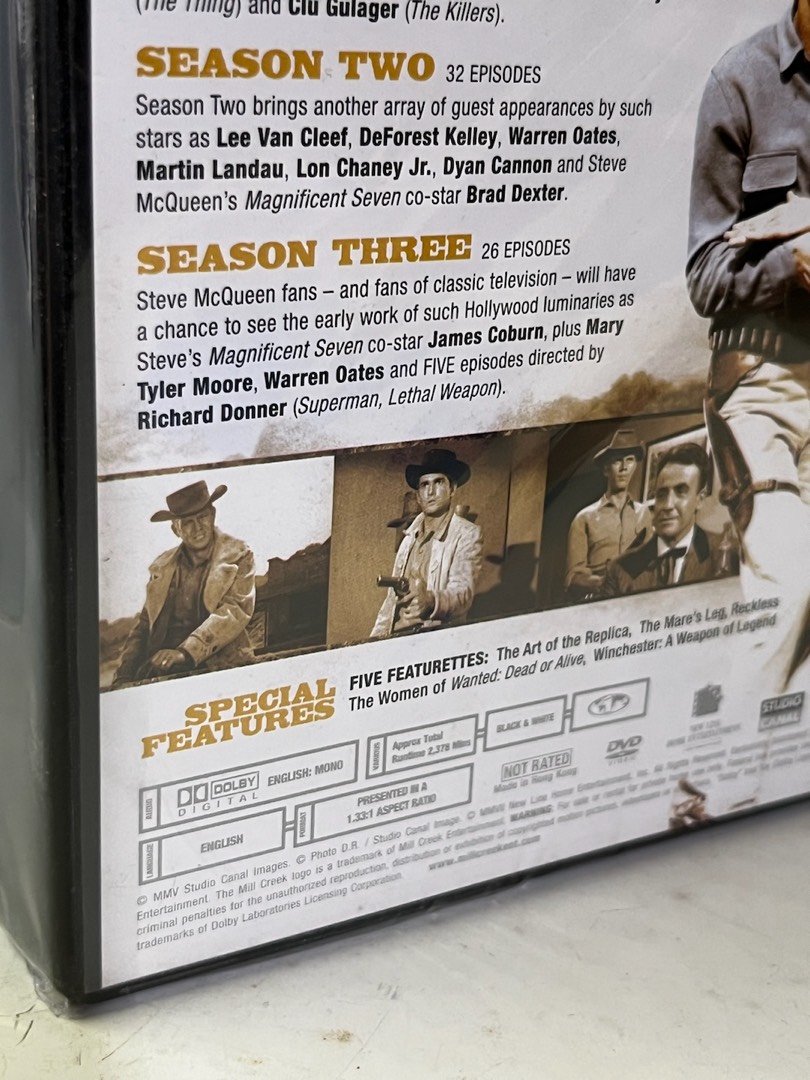 (The Thing) and Clu Gulager (The Killers).
SEASON TWO 32 EPISODES
Season Two brings another array of guest appearances by such
stars as Lee Van Cleef, DeForest Kelley, Warren Oates,
Martin Landau, Lon Chaney Jr., Dyan Cannon and Steve
McQueen's Magnificent Seven co-star Brad Dexter.
SEASON THREE 26 EPISODES
Steve McQueen fans – and fans of classic television – will have
a chance to see the early work of such Hollywood luminaries as
Steve's Magnificent Seven co-star James Coburn, plus Mary
Tyler Moore, Warren Oates and FIVE episodes directed by
Richard Donner (Superman, Lethal Weapon).
SPECIAL
FEATURES
FIVE FEATURETTES: The Art of the Replica, The Mare's Leg, Reckless
The Women of Wanted: Dead or Alive, Winchester: A Weapon of Legend
AUDIO
DOLBY
DIGITAL
ENGLISH: MONO
Approx Total
Runtime 2,378 Mins
BLACK & WHITE
LANGUAGE
ENGLISH
FORMAT
PRESENTED IN A
1.33:1 ASPECT RATIO
NOT RATED
Made in Hong Kong
DVD
VIDEO
STUDIO
CANAL
© MMV Studio Canal Images. © Photo D.R. / Studio Canal Image. © MMVII New Line Home Entertainment, Inc. All Rights Reserved.
Entertainment. The Mill Creek logo is a trademark of Mill Creek Entertainment. WARNING: For
criminal penalties for the unauthorized reproduction, distribution or exhibition of copyrighted motion pictures,
trademarks of Dolby Laboratories Licensing Corporation.
www.millcreekent.com